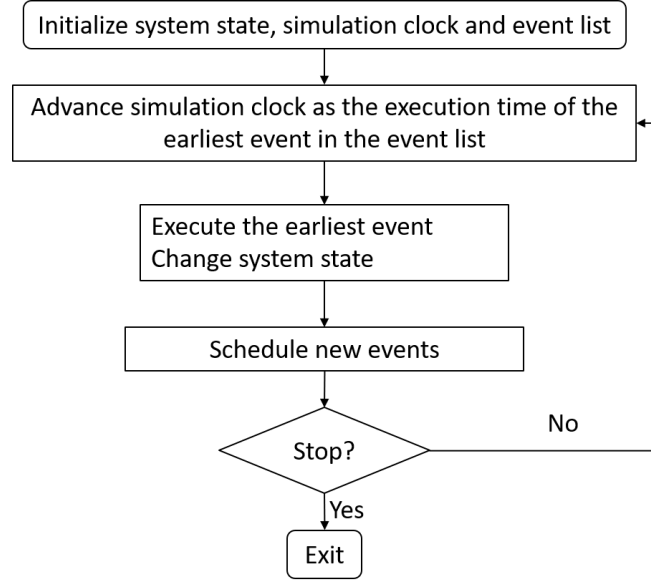 Initialize system state, simulation clock and event list
Advance simulation clock as the execution time of the
earliest event in the event list
Execute the earliest event
Change system state
Schedule new events
Stop?
No
Yes
Exit